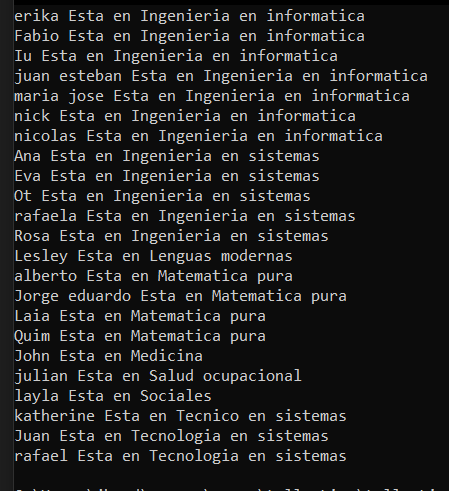 erika Esta en Ingenieria en informatica
Fabio Esta en Ingenieria en informatica
Iu Esta en Ingenieria en informatica
juan esteban Esta en Ingenieria en informatica
maria jose Esta en Ingenieria en informatica
nick Esta en Ingenieria en informatica
nicolas Esta en Ingenieria en informatica
Ana Esta en Ingenieria en sistemas
Eva Esta en Ingenieria en sistemas
Ot Esta en Ingenieria en sistemas
rafaela Esta en Ingenieria en sistemas
Rosa Esta en Ingenieria en sistemas
Lesley Esta en Lenguas modernas
alberto Esta en Matematica pura
Jorge eduardo Esta en Matematica pura
Laia Esta en Matematica pura
Quim Esta en Matematica pura
John Esta en Medicina
julian Esta en Salud ocupacional
layla Esta en Sociales
katherine Esta en Tecnico en sistemas
Juan Esta en Tecnologia en sistemas
rafael Esta en Tecnologia en sistemas